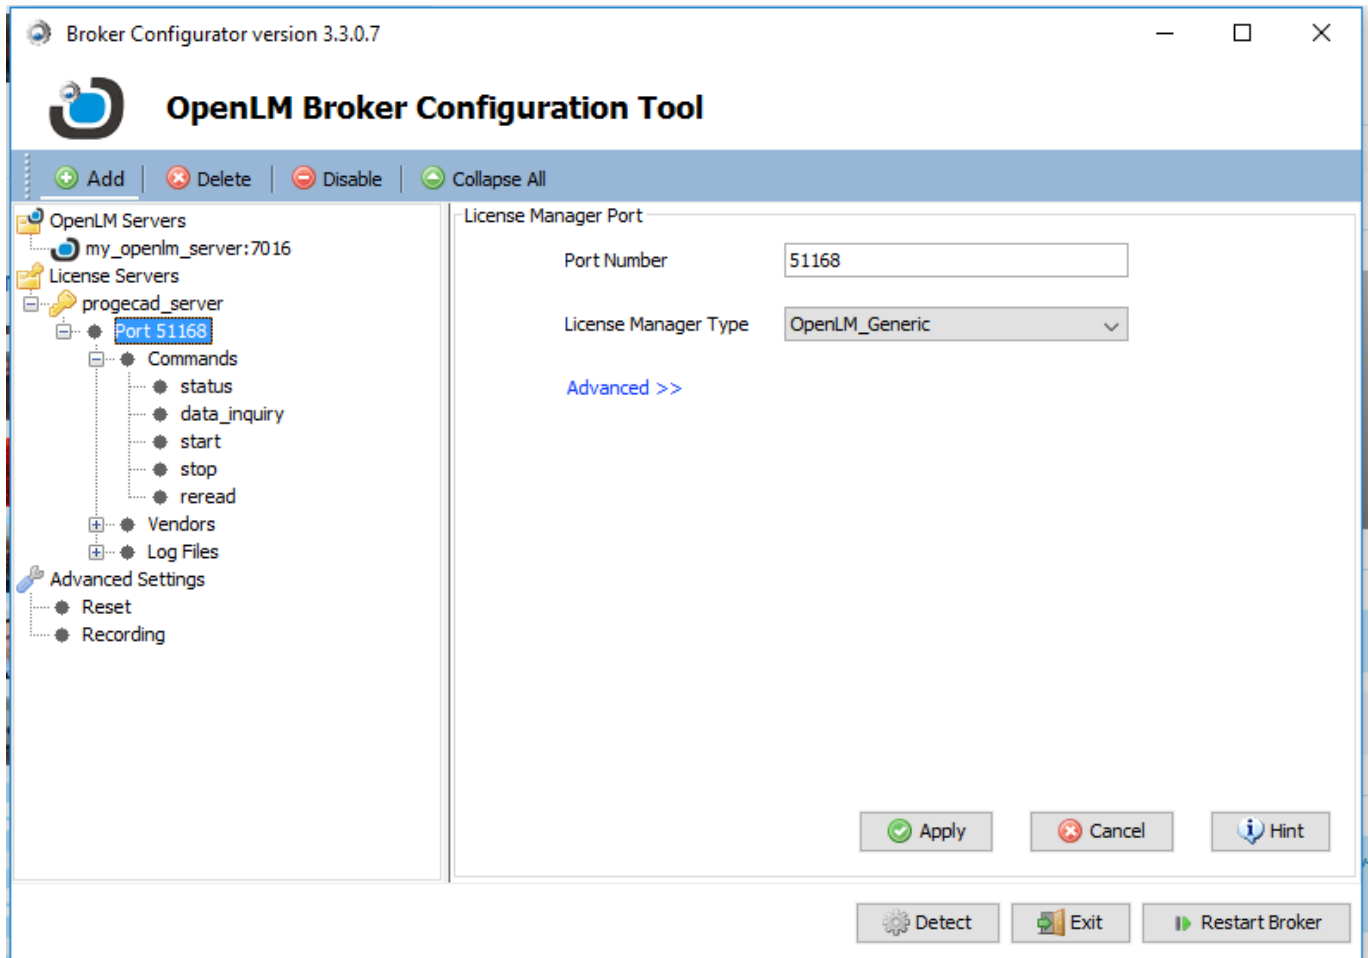 Broker Configurator version 3.3.0.7
OpenLM Broker Configuration Tool
Add Delete Disable Collapse All
OpenLM Servers
my_openlm_server:7016
License Servers
progecad_server
Port 51168
Commands
status
data_inquiry
start
stop
reread
Vendors
Log Files
Advanced Settings
Reset
Recording
License Manager Port
Port Number 51168
License Manager Type OpenLM_Generic
Advanced >>
Apply Cancel Hint
Detect Exit Restart Broker